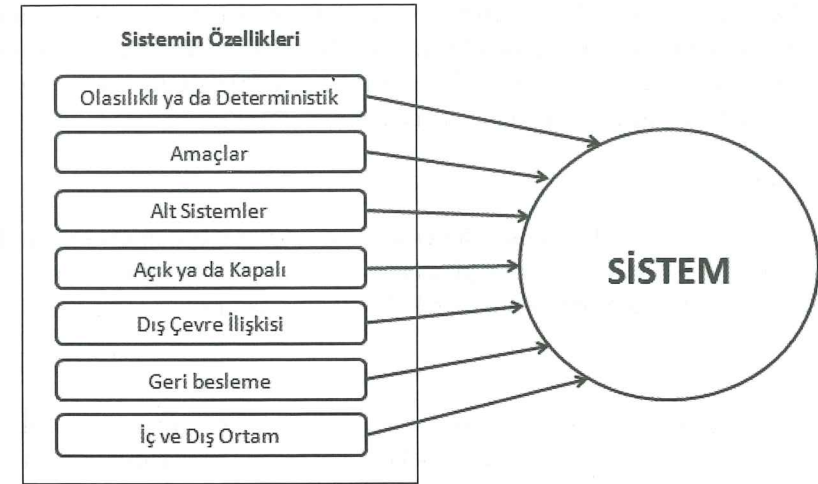 Sistemin Özellikleri
Olasılıklı ya da Deterministik
Amaçlar
Alt Sistemler
Açık ya da Kapalı
Dış Çevre İlişkisi
Geri besleme
İç ve Dış Ortam
SİSTEM